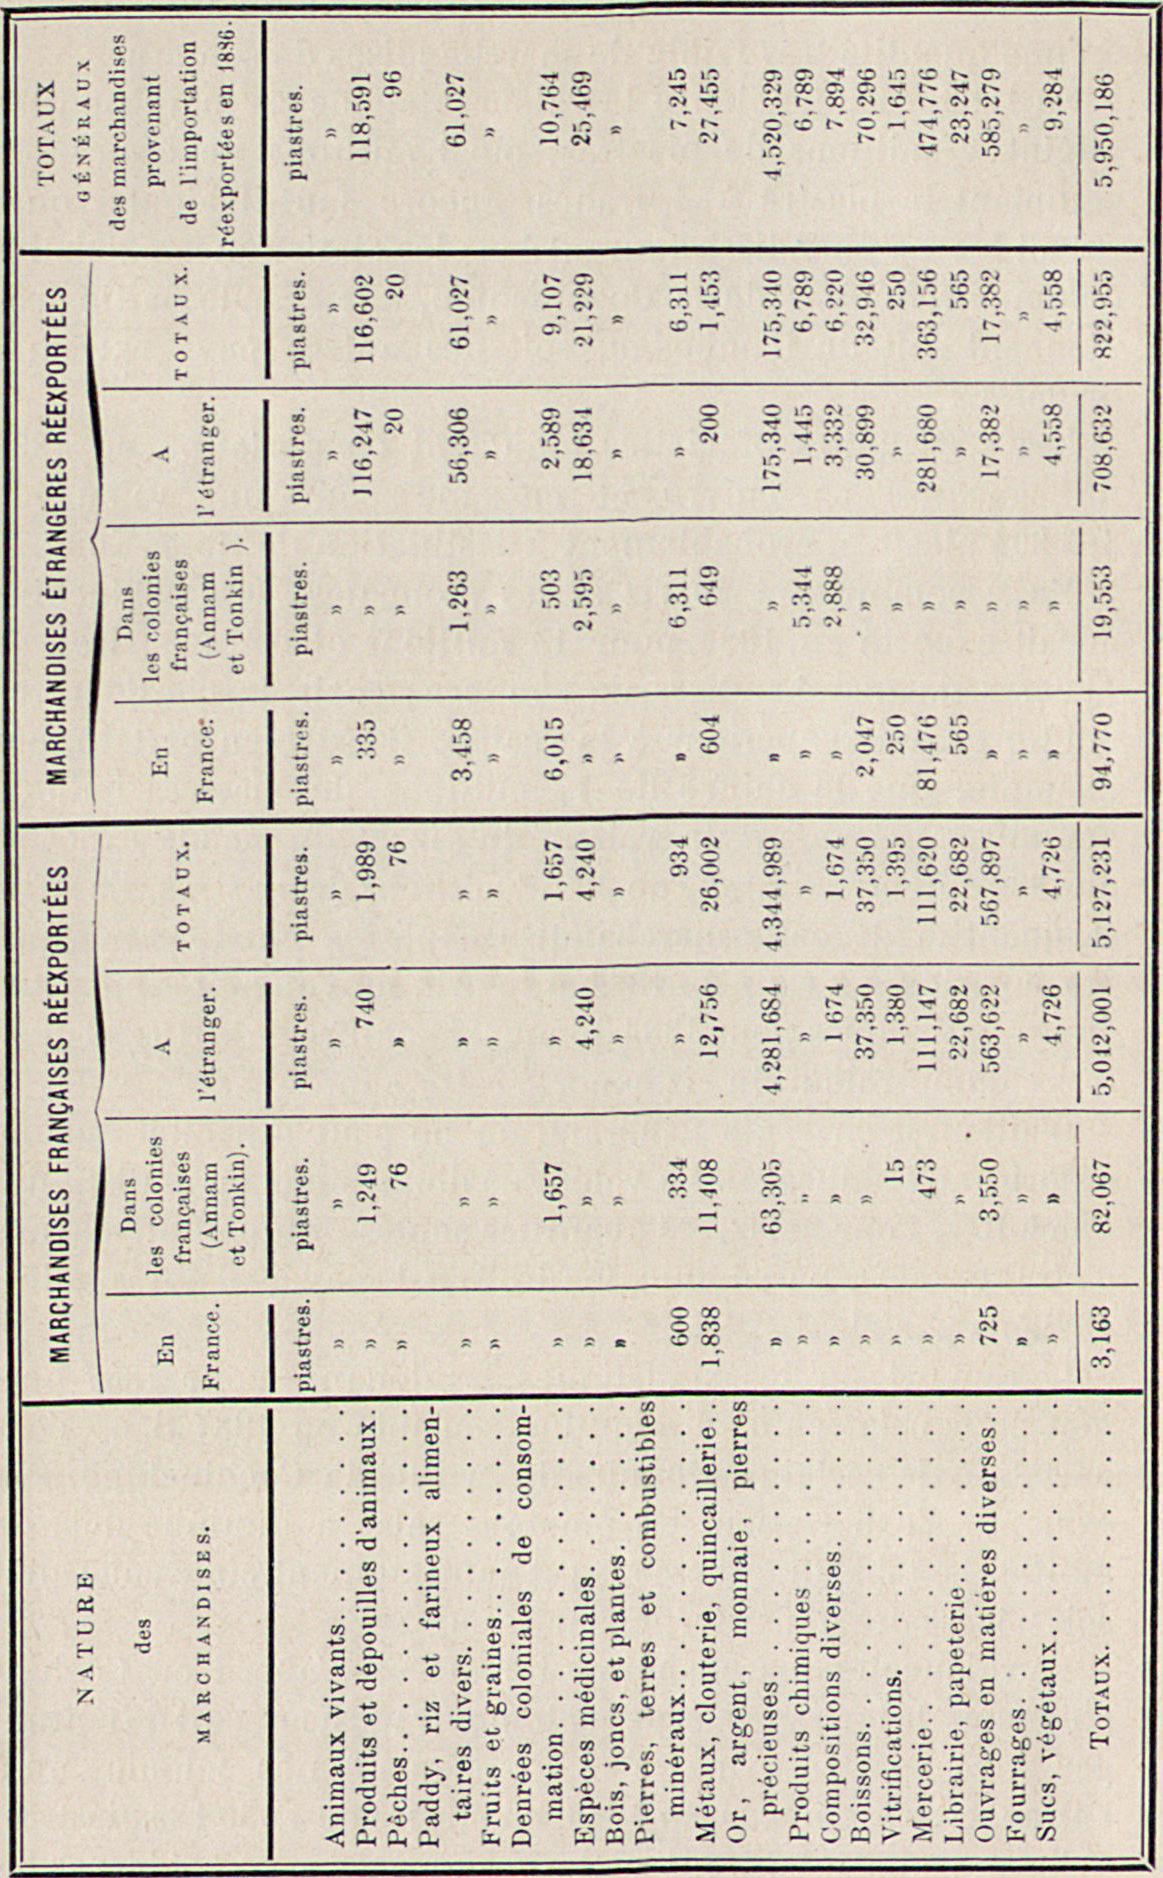 NATURE
des
MARCHANDISES.
MARCHANDISES FRANÇAISES RÉEXPORTÉES
En
France.
Dans
les colonies
françaises
(Annam
et Tonkin).
A
l'étranger.
TOTAUX.
MARCHANDISES ÉTRANGERES RÉEXPORTÉES
En
France.
Dans
les colonies
françaises
(Annam
et Tonkin ).
A
l'étranger.
TOTAUX.
TOTAUX
GÉNÉRAUX
des marchandises
provenant
de l'importation
réexportées en 1886.
piastres. piastres. piastres. piastres. piastres. piastres. piastres. piastres. piastres.
Animaux vivants. . . . . . . » » » » » » » » »
Produits et dépouilles d'animaux. » 1,249 740 1,989 335 » 116,247 116,602 118,591
Pêches. . . . . . . . . . » 76 » 76 » » 20 20 96
Paddy, riz et farineux alimen-
taires divers. . . . . . . . » » » » 3,458 1,263 56,306 61,027 61,027
Fruits et graines. . . . . . . » » » » » » » » »
Denrées coloniales de consom-
mation. . . . . . . . . . » 1,657 » 1,657 6,015 503 2,589 9,107 10,764
Espèces médicinales. . . . . . » » 4,240 4,240 » 2,595 18,634 21,229 25,469
Bois, joncs, et plantes. . . . . » » » » » » » » »
Pierres, terres et combustibles
minéraux. . . . . . . . . 600 334 » 934 » 6,311 » 6,311 7,245
Métaux, clouterie, quincaillerie. . . 1,838 11,408 12,756 26,002 604 649 200 1,453 27,455
Or, argent, monnaie, pierres
précieuses. . . . . . . . . » 63,305 4,281,684 4,344,989 » » 175,340 175,340 4,520,329
Produits chimiques . . . . . . » » » » » 5,344 1,445 6,789 6,789
Compositions diverses. . . . . » » 1 674 1,674 » 2,888 3,332 6,220 7,894
Boissons. . . . . . . . . . » » 37,350 37,350 2,047 » 30,899 32,946 70,296
Vitrifications. . . . . . . . » 15 1,380 1,395 250 » » 250 1,645
Mercerie. . . . . . . . . . » 473 111,147 111,620 81,476 » 281,680 363,156 474,776
Librairie, papeterie. . . . . . » » 22,682 22,682 565 » » 565 23,247
Ouvrages en matiéres diverses. . . 725 3,550 563,622 567,897 » » 17,382 17,382 585,279
Fourrages. . . . . . . . . » » » » » » » » »
Sucs, végétaux. . . . . . . . » » 4,726 4,726 » » 4,558 4,558 9,284
TOTAUX. . . . . . . . 3,163 82,067 5,042,001 5,127,231 94,770 19,553 708,632 822,955 5,950,186